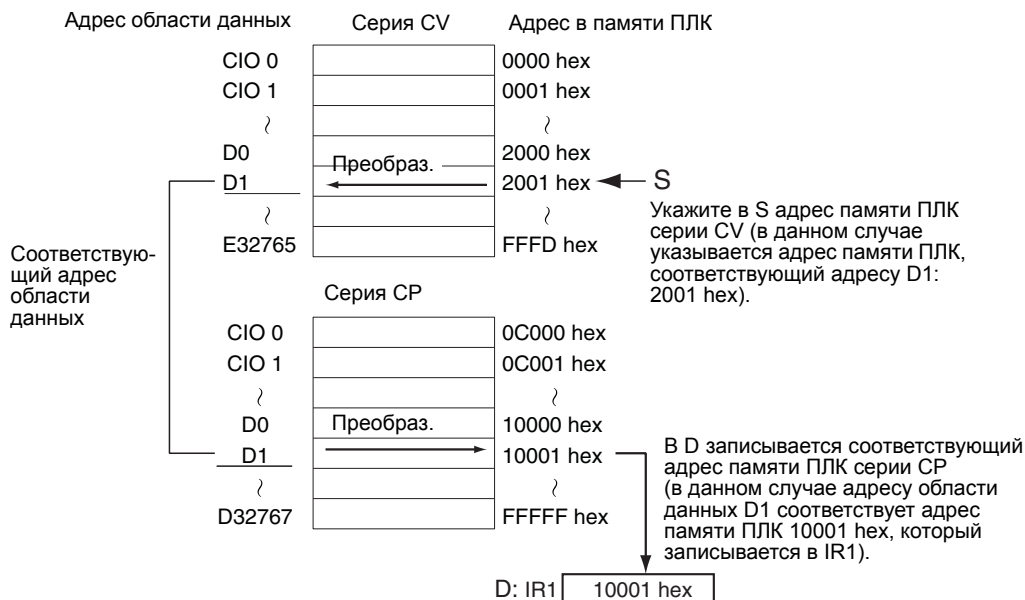 Адрес области данных Серия CV Адрес в памяти ПЛК
CIO 0 0000 hex
CIO 1 0001 hex
D0 2000 hex
Преобраз.
D1 2001 hex S
E32765 FFFD hex
Укажите в S адрес памяти ПЛК
серии CV (в данном случае
указывается адрес памяти ПЛК,
соответствующий адресу D1:
2001 hex).
Соответствую-
щий адрес
области
данных
Серия CP
CIO 0 0C000 hex
CIO 1 0C001 hex
D0 Преобраз. 10000 hex
D1 10001 hex
D32767 FFFFF hex
В D записывается соответствующий
адрес памяти ПЛК серии CP
(в данном случае адресу области
данных D1 соответствует адрес
памяти ПЛК 10001 hex, который
записывается в IR1).
D: IR1 10001 hex